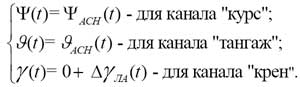 Ψ(t)=Ψ_АСН(t) - для канала "курс";
ϑ(t)=ϑ_АСН(t) - для канала "тангаж";
γ(t)=0+ Δγ_ЛА(t) - для канала "крен".